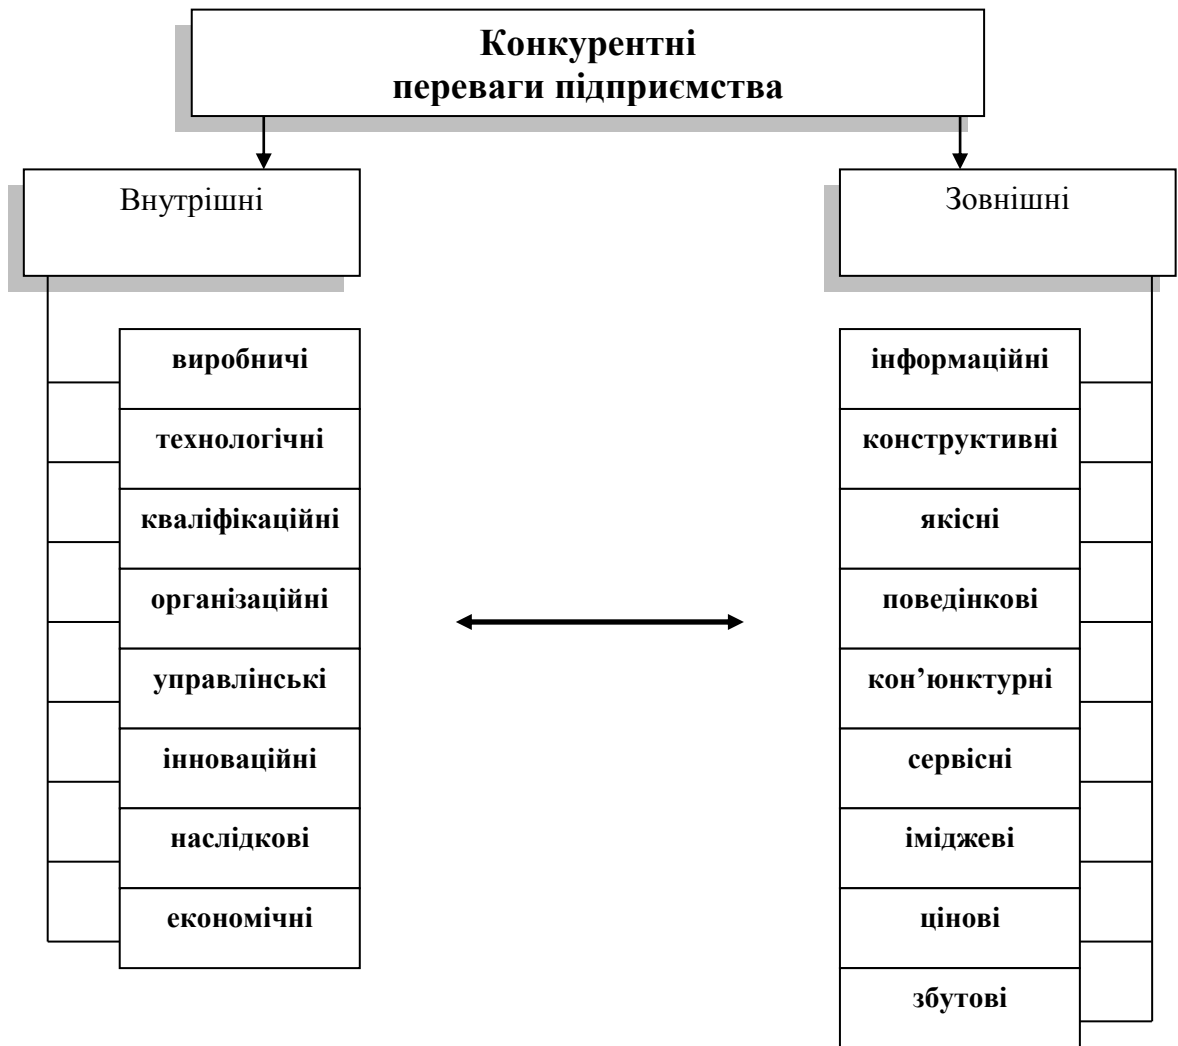 Конкурентні
переваги підприємства
Внутрішні
Зовнішні
виробничі
технологічні
кваліфікаційні
організаційні
управлінські
інноваційні
наслідкові
економічні
інформаційні
конструктивні
якісні
поведінкові
кон’юнктурні
сервісні
іміджеві
цінові
збутові